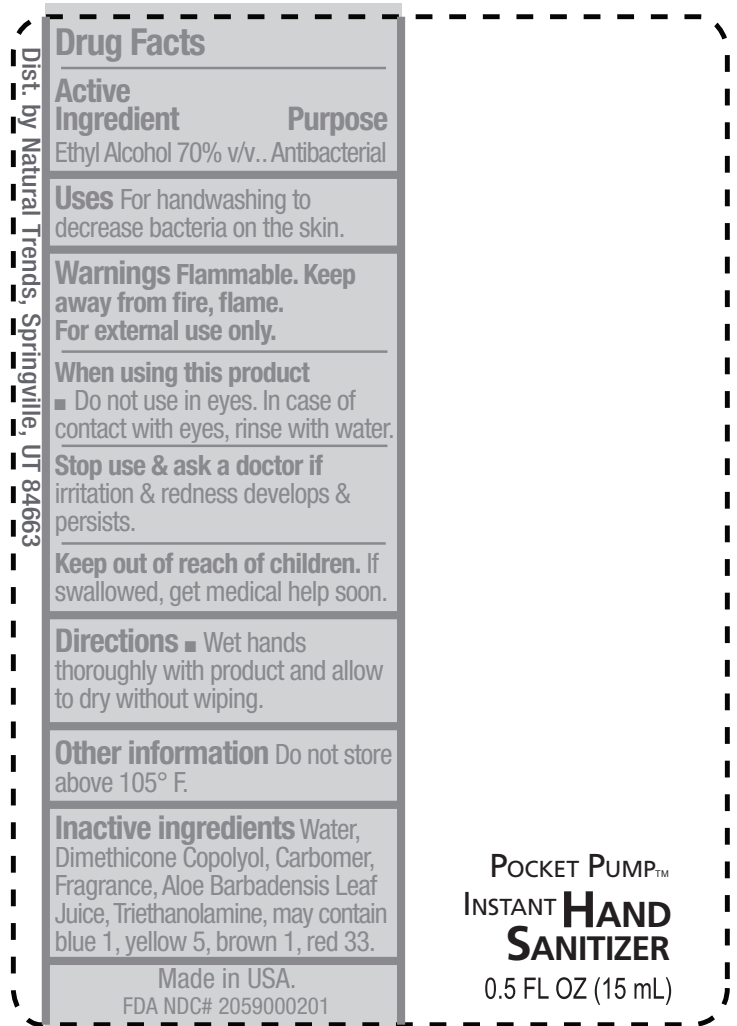 Drug Facts
Active
Ingredient Purpose
Ethyl Alcohol 70% v/v.. Antibacterial
Uses For handwashing to
decrease bacteria on the skin.
Warnings Flammable. Keep
away from fire, flame.
For external use only.
When using this product
■ Do not use in eyes. In case of
contact with eyes, rinse with water.
Stop use & ask a doctor if
irritation & redness develops &
persists.
Keep out of reach of children. If
swallowed, get medical help soon.
Directions ■ Wet hands
thoroughly with product and allow
to dry without wiping.
Other information Do not store
above 105° F.
Inactive ingredients Water,
Dimethicone Copolyol, Carbomer,
Fragrance, Aloe Barbadensis Leaf
Juice, Triethanolamine, may contain
blue 1, yellow 5, brown 1, red 33.
Made in USA.
FDA NDC# 2059000201
Dist. by Natural Trends, Springville, UT 84663
POCKET PUMP™
INSTANT HAND
SANITIZER
0.5 FL OZ (15 mL)